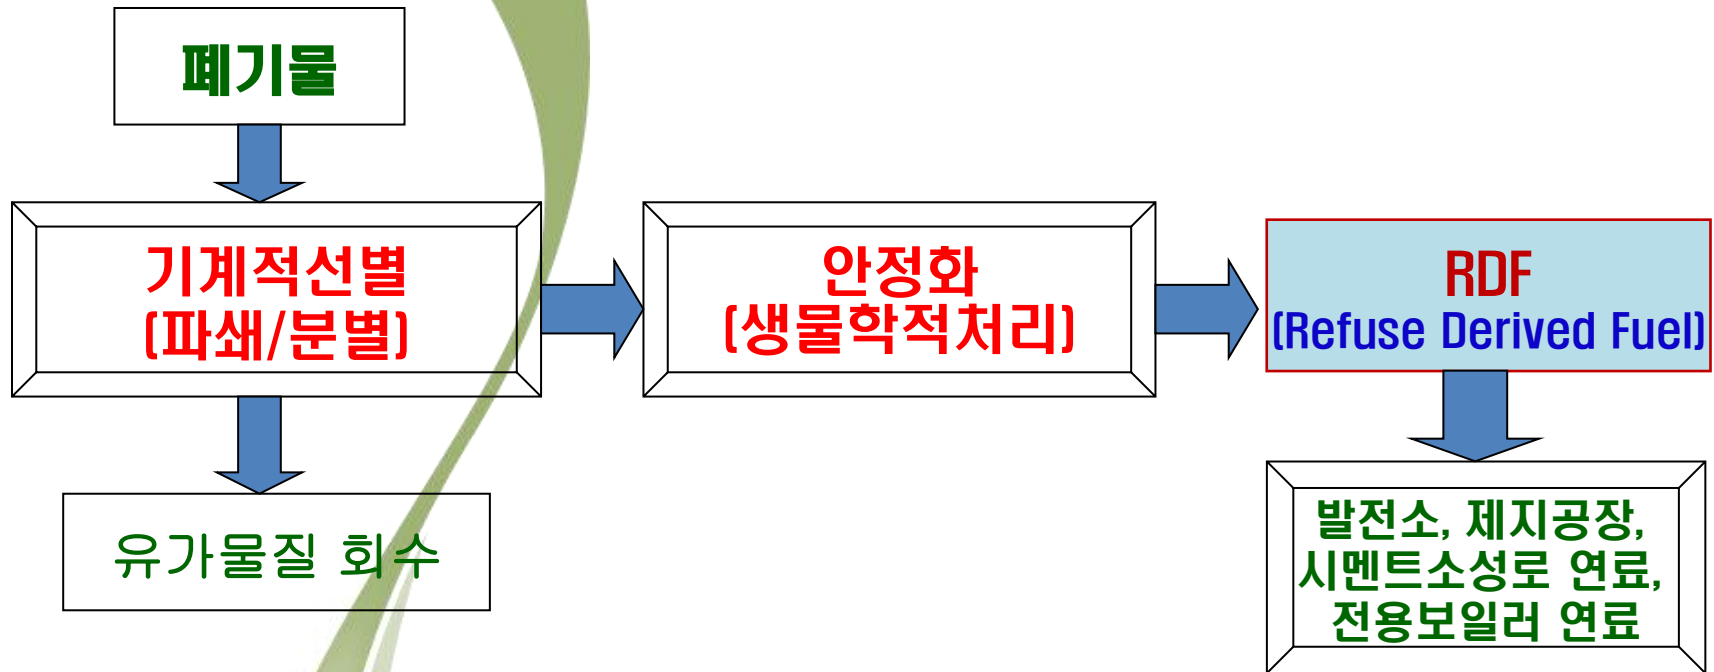 폐기물
기계적선별
(파쇄/분별)
안정화
(생물학적처리)
RDF
(Refuse Derived Fuel)
유가물질 회수
발전소, 제지공장,
시멘트소성로 연료,
전용보일러 연료